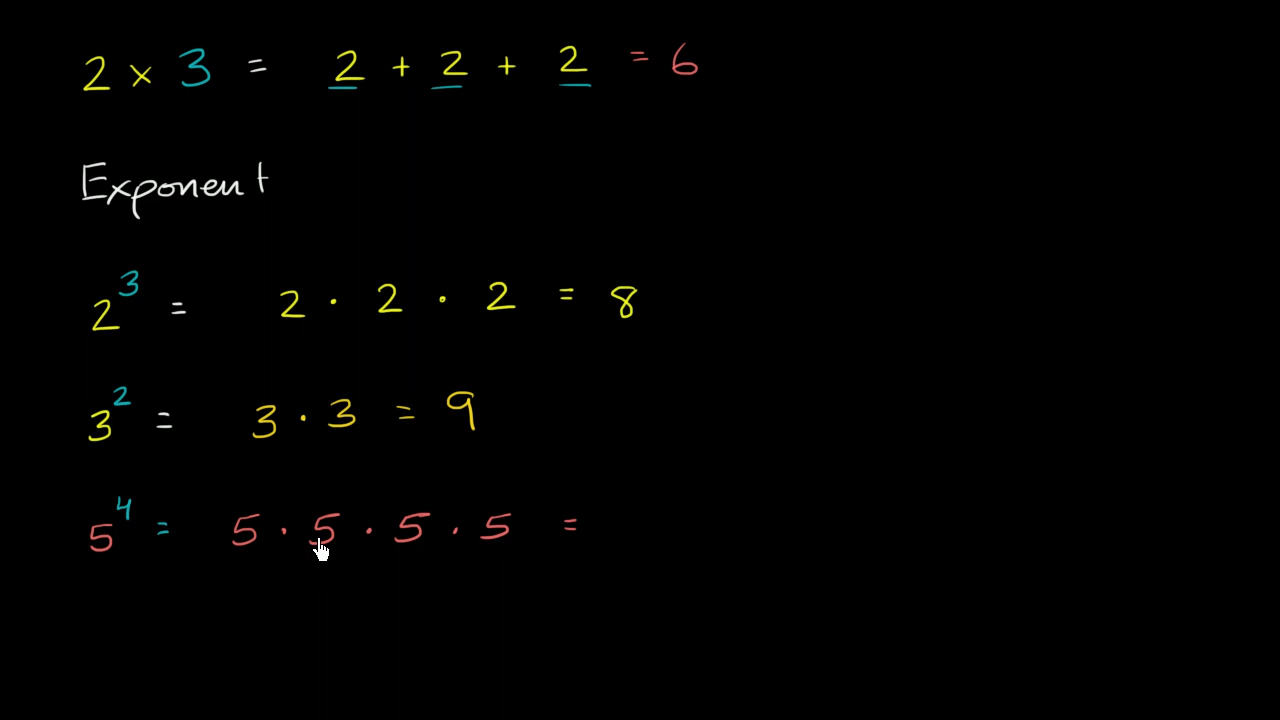 2 × 3 = 2 + 2 + 2 = 6
Exponent
2³ = 2 · 2 · 2 = 8
3² = 3 · 3 = 9
5⁴ = 5 · 5 · 5 · 5 =